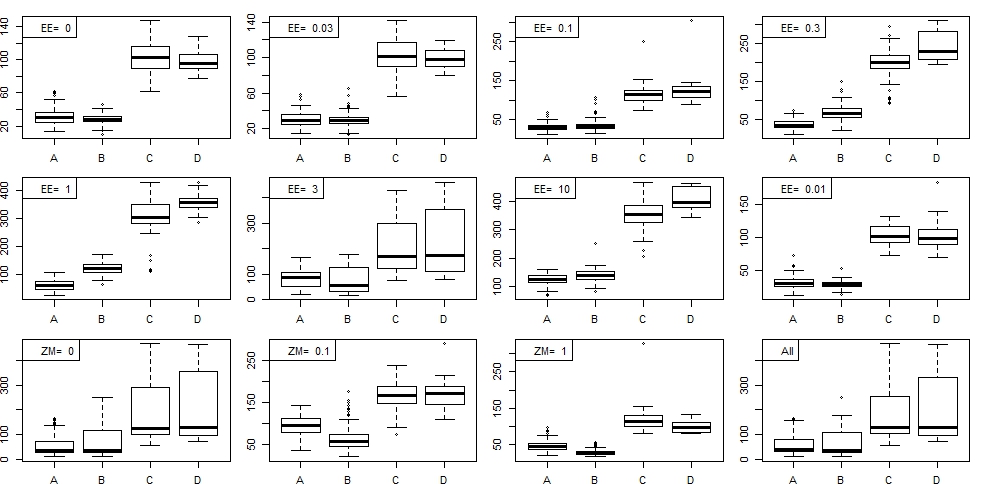 EE= 0
20 60 100 140
A B C D
EE= 0.03
20 60 100 140
A B C D
EE= 0.1
50 150 250
A B C D
EE= 0.3
50 150 250
A B C D
EE= 1
100 200 300 400
A B C D
EE= 3
0 100 300
A B C D
EE= 10
100 200 300 400
A B C D
EE= 0.01
50 100 150
A B C D
ZM= 0
0 100 300
A B C D
ZM= 0.1
50 150 250
A B C D
ZM= 1
50 150 250
A B C D
All
0 100 300
A B C D